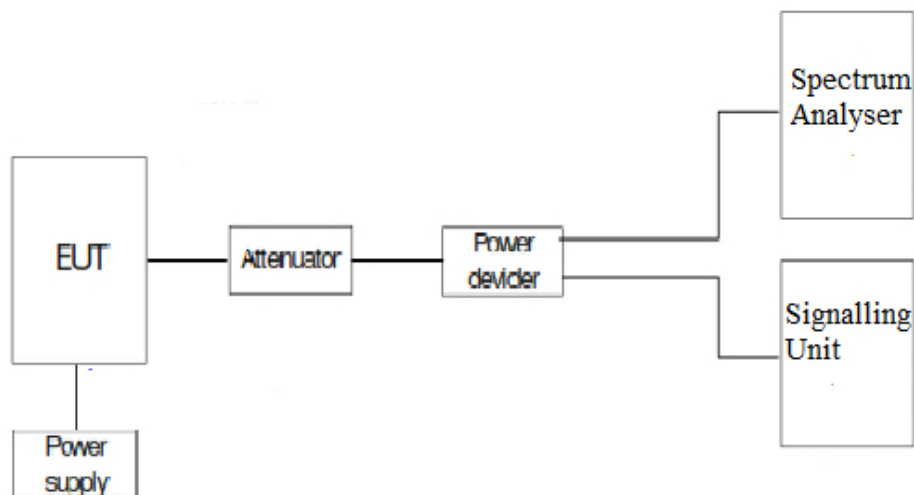 Spectrum
Analyser
EUT
Attenuator
Power
devider
Signalling
Unit
Power
supply